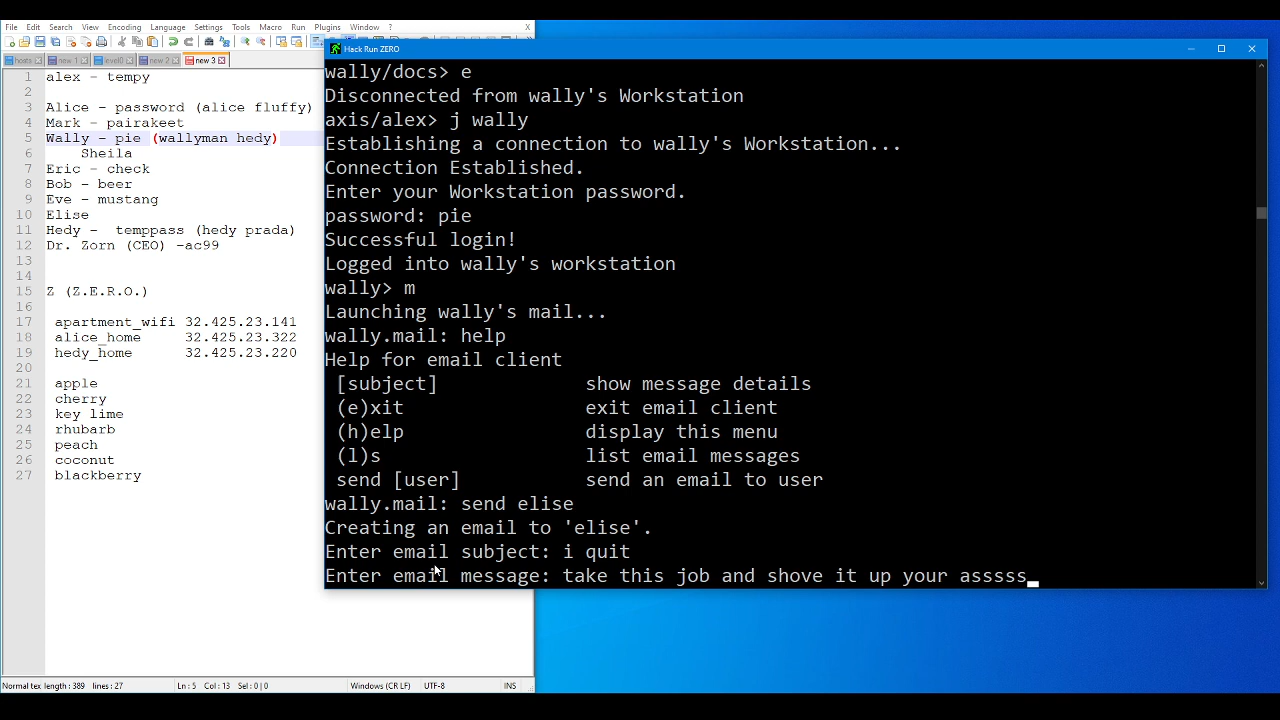 File Edit Search View Encoding Language Settings Tools Macro Run Plugins Window ? X
hosts new 1 level0 new 2 new 3
1 alex - tempy
2
3 Alice - password (alice fluffy)
4 Mark - pairakeet
5 Wally - pie (wallyman hedy)
6 Sheila
7 Eric - check
8 Bob - beer
9 Eve - mustang
10 Elise
11 Hedy - temppass (hedy prada)
12 Dr. Zorn (CEO) -ac99
13
14
15 Z (Z.E.R.O.)
16
17 apartment_wifi 32.425.23.141
18 alice_home 32.425.23.322
19 hedy_home 32.425.23.220
20
21 apple
22 cherry
23 key lime
24 rhubarb
25 peach
26 coconut
27 blackberry
Normal tex length: 389 lines: 27 Ln: 5 Col: 13 Sel: 0 | 0 Windows (CR LF) UTF-8 INS
Hack Run ZERO
wally/docs> e
Disconnected from wally's Workstation
axis/alex> j wally
Establishing a connection to wally's Workstation...
Connection Established.
Enter your Workstation password.
password: pie
Successful login!
Logged into wally's workstation
wally> m
Launching wally's mail...
wally.mail: help
Help for email client
[subject] show message details
(e)xit exit email client
(h)elp display this menu
(l)s list email messages
send [user] send an email to user
wally.mail: send elise
Creating an email to 'elise'.
Enter email subject: i quit
Enter email message: take this job and shove it up your asssss